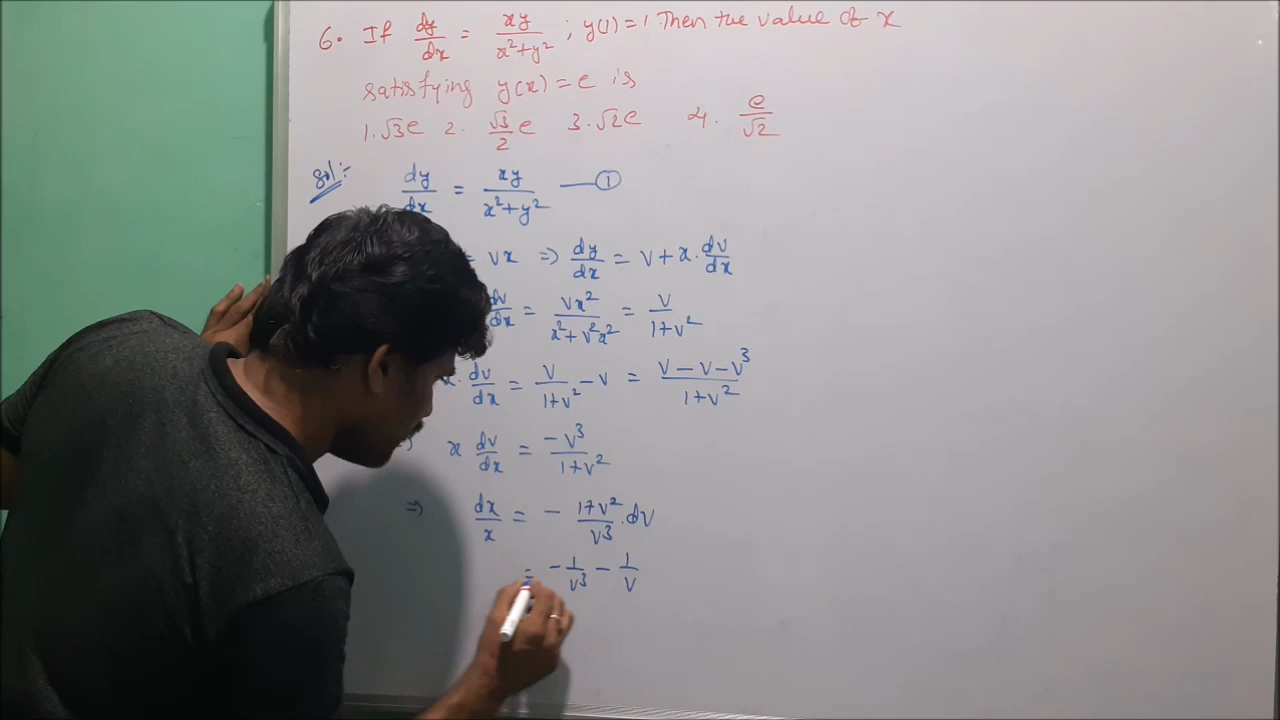 6. If dy/dx = xy/(x²+y²) ; y(1)=1 Then the value of x
satisfying y(x) = e is
1. √3e 2. √3/2 e 3. √2e 4. e/√2
Sol:- dy/dx = xy/(x²+y²) —①
= vx ⇒ dy/dx = v + x. dv/dx
dv/dx = vx²/(x²+v²x²) = v/(1+v²)
x. dv/dx = v/(1+v²) - v = (v-v-v³)/(1+v²)
x dv/dx = -v³/(1+v²)
⇒ dx/x = - (1+v²)/v³ .dv
= -1/v³ - 1/v